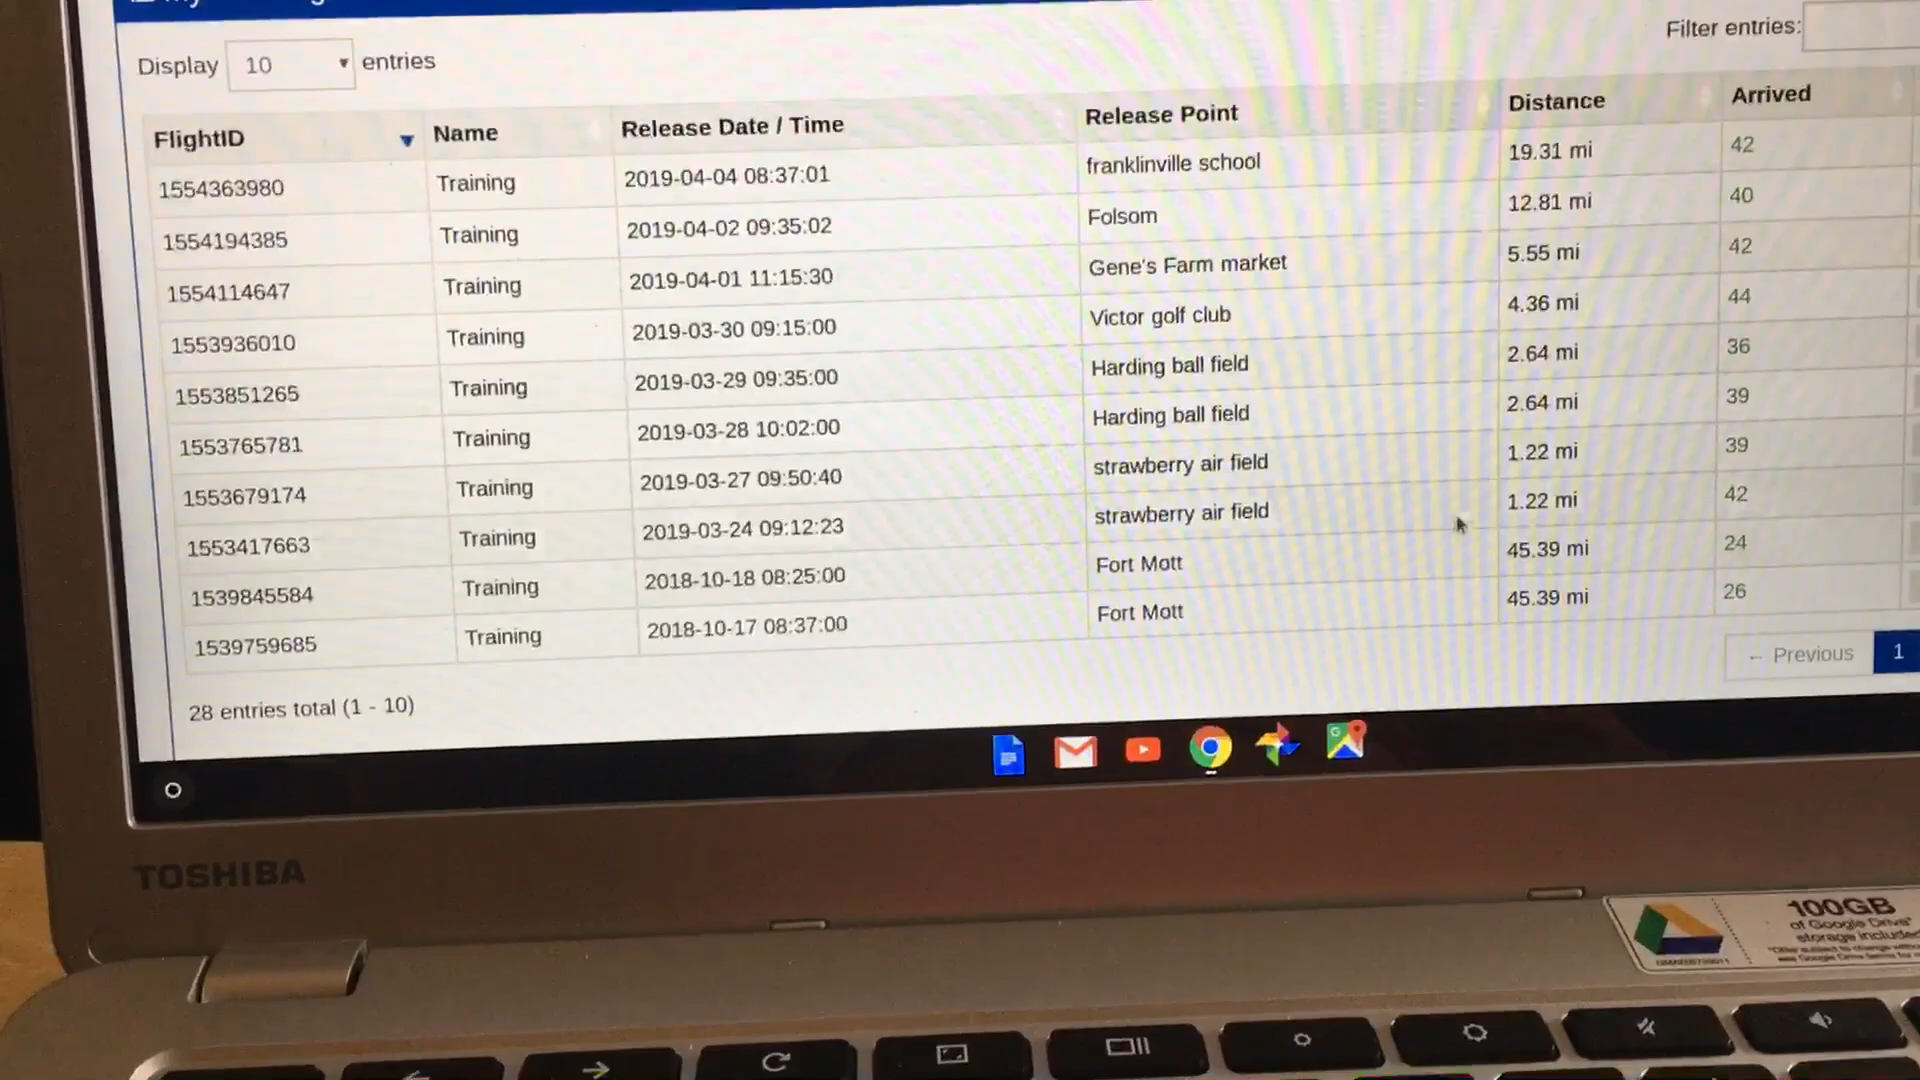 Display 10 entries
Filter entries:
FlightID Name Release Date / Time Release Point Distance Arrived
1554363980 Training 2019-04-04 08:37:01 franklinville school 19.31 mi 42
1554194385 Training 2019-04-02 09:35:02 Folsom 12.81 mi 40
1554114647 Training 2019-04-01 11:15:30 Gene's Farm market 5.55 mi 42
1553936010 Training 2019-03-30 09:15:00 Victor golf club 4.36 mi 44
1553851265 Training 2019-03-29 09:35:00 Harding ball field 2.64 mi 36
1553765781 Training 2019-03-28 10:02:00 Harding ball field 2.64 mi 39
1553679174 Training 2019-03-27 09:50:40 strawberry air field 1.22 mi 39
1553417663 Training 2019-03-24 09:12:23 strawberry air field 1.22 mi 42
1539845584 Training 2018-10-18 08:25:00 Fort Mott 45.39 mi 24
1539759685 Training 2018-10-17 08:37:00 Fort Mott 45.39 mi 26
28 entries total (1 - 10)
← Previous 1
TOSHIBA
100GB
of Google Drive
storage included